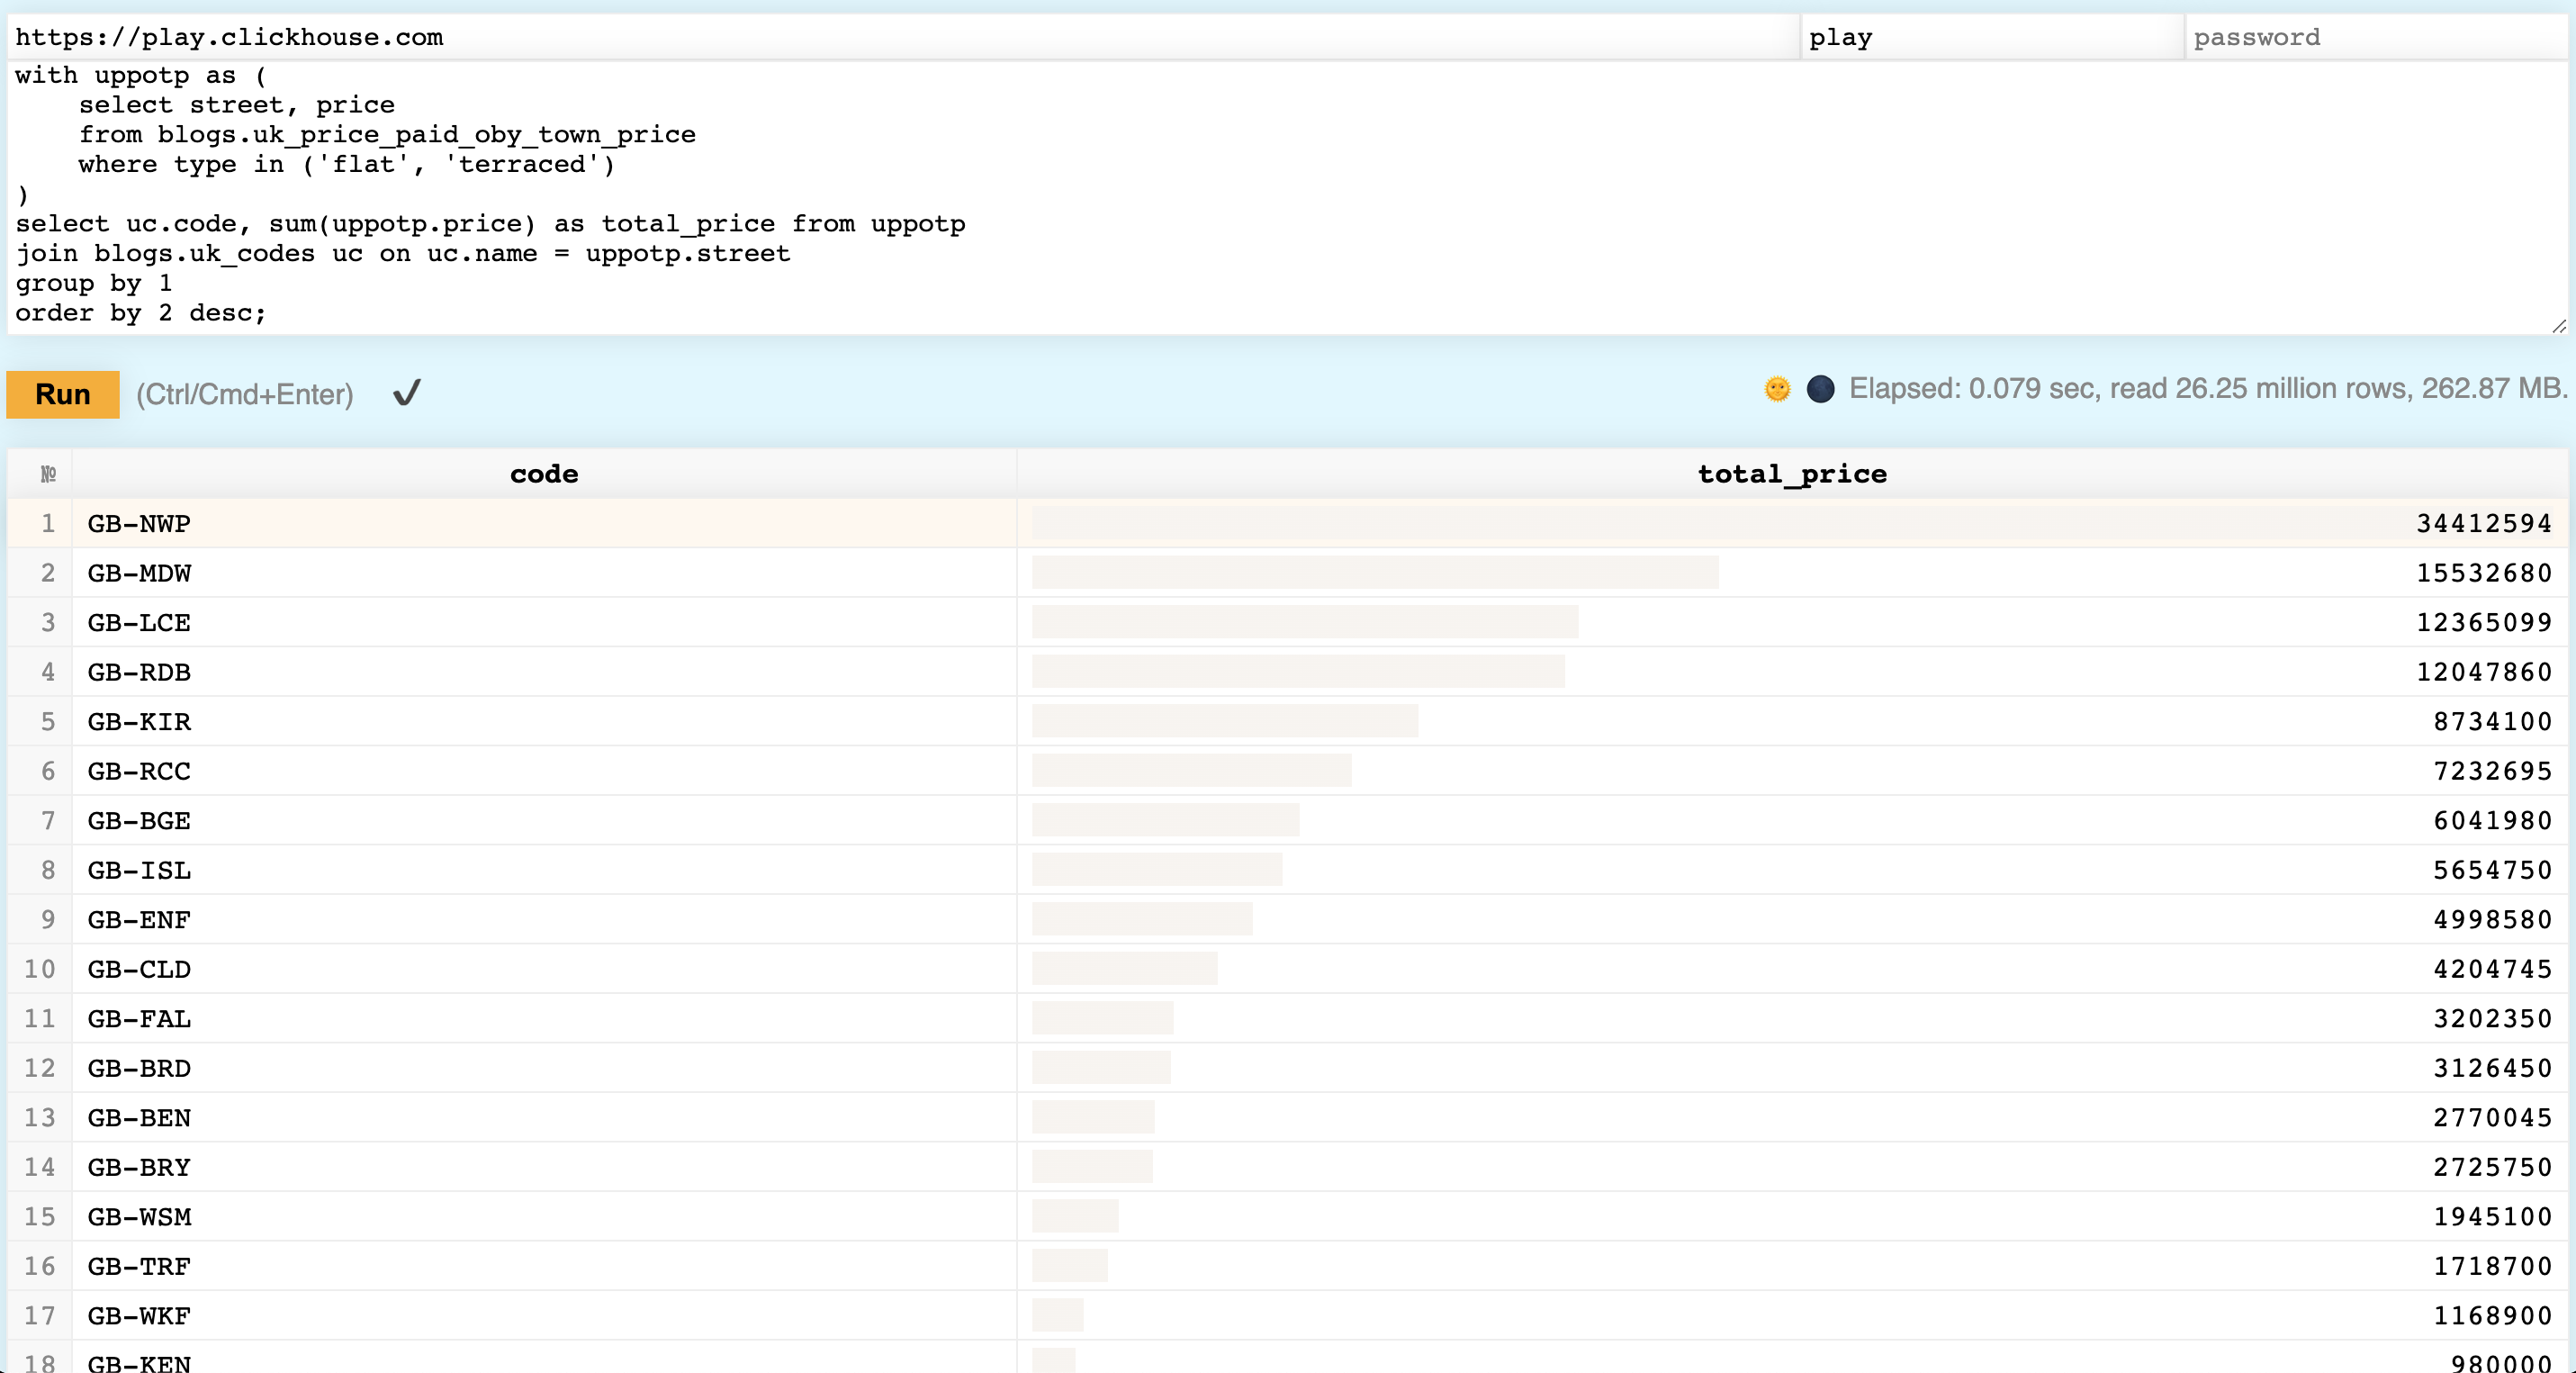 https://play.clickhouse.com play password
with uppotp as (
    select street, price
    from blogs.uk_price_paid_oby_town_price
    where type in ('flat', 'terraced')
)
select uc.code, sum(uppotp.price) as total_price from uppotp
join blogs.uk_codes uc on uc.name = uppotp.street
group by 1
order by 2 desc;
Run (Ctrl/Cmd+Enter) ✔ 🌞 🌑 Elapsed: 0.079 sec, read 26.25 million rows, 262.87 MB.
№ code total_price
1 GB-NWP 34412594
2 GB-MDW 15532680
3 GB-LCE 12365099
4 GB-RDB 12047860
5 GB-KIR 8734100
6 GB-RCC 7232695
7 GB-BGE 6041980
8 GB-ISL 5654750
9 GB-ENF 4998580
10 GB-CLD 4204745
11 GB-FAL 3202350
12 GB-BRD 3126450
13 GB-BEN 2770045
14 GB-BRY 2725750
15 GB-WSM 1945100
16 GB-TRF 1718700
17 GB-WKF 1168900
18 GB-KEN 980000